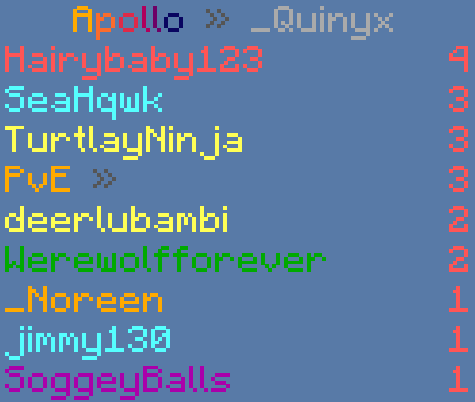 Apollo » _Quinyx
Hairybaby123 4
SeaHqwk 3
TurtlayNinja 3
PvE » 3
deerlubambi 2
Werewolfforever 2
_Noreen 1
jimmy130 1
SoggeyBalls 1